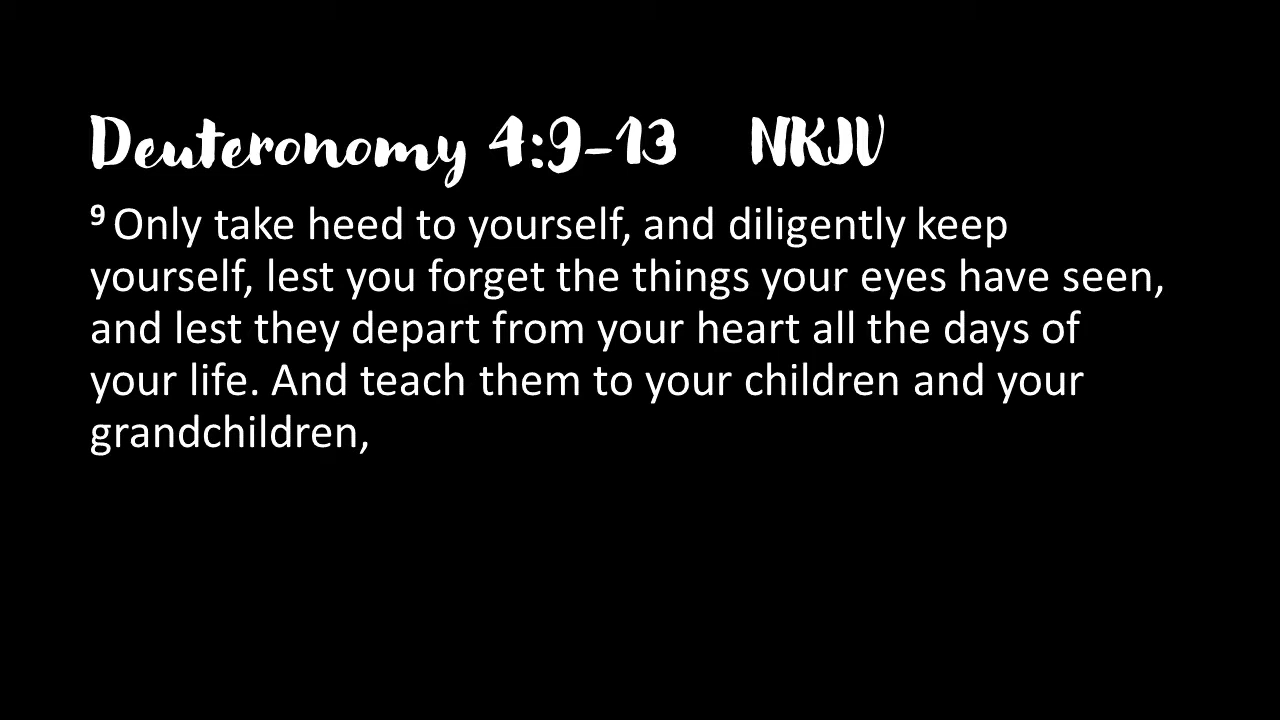 Deuteronomy 4:9-13 NKJV
9 Only take heed to yourself, and diligently keep
yourself, lest you forget the things your eyes have seen,
and lest they depart from your heart all the days of
your life. And teach them to your children and your
grandchildren,